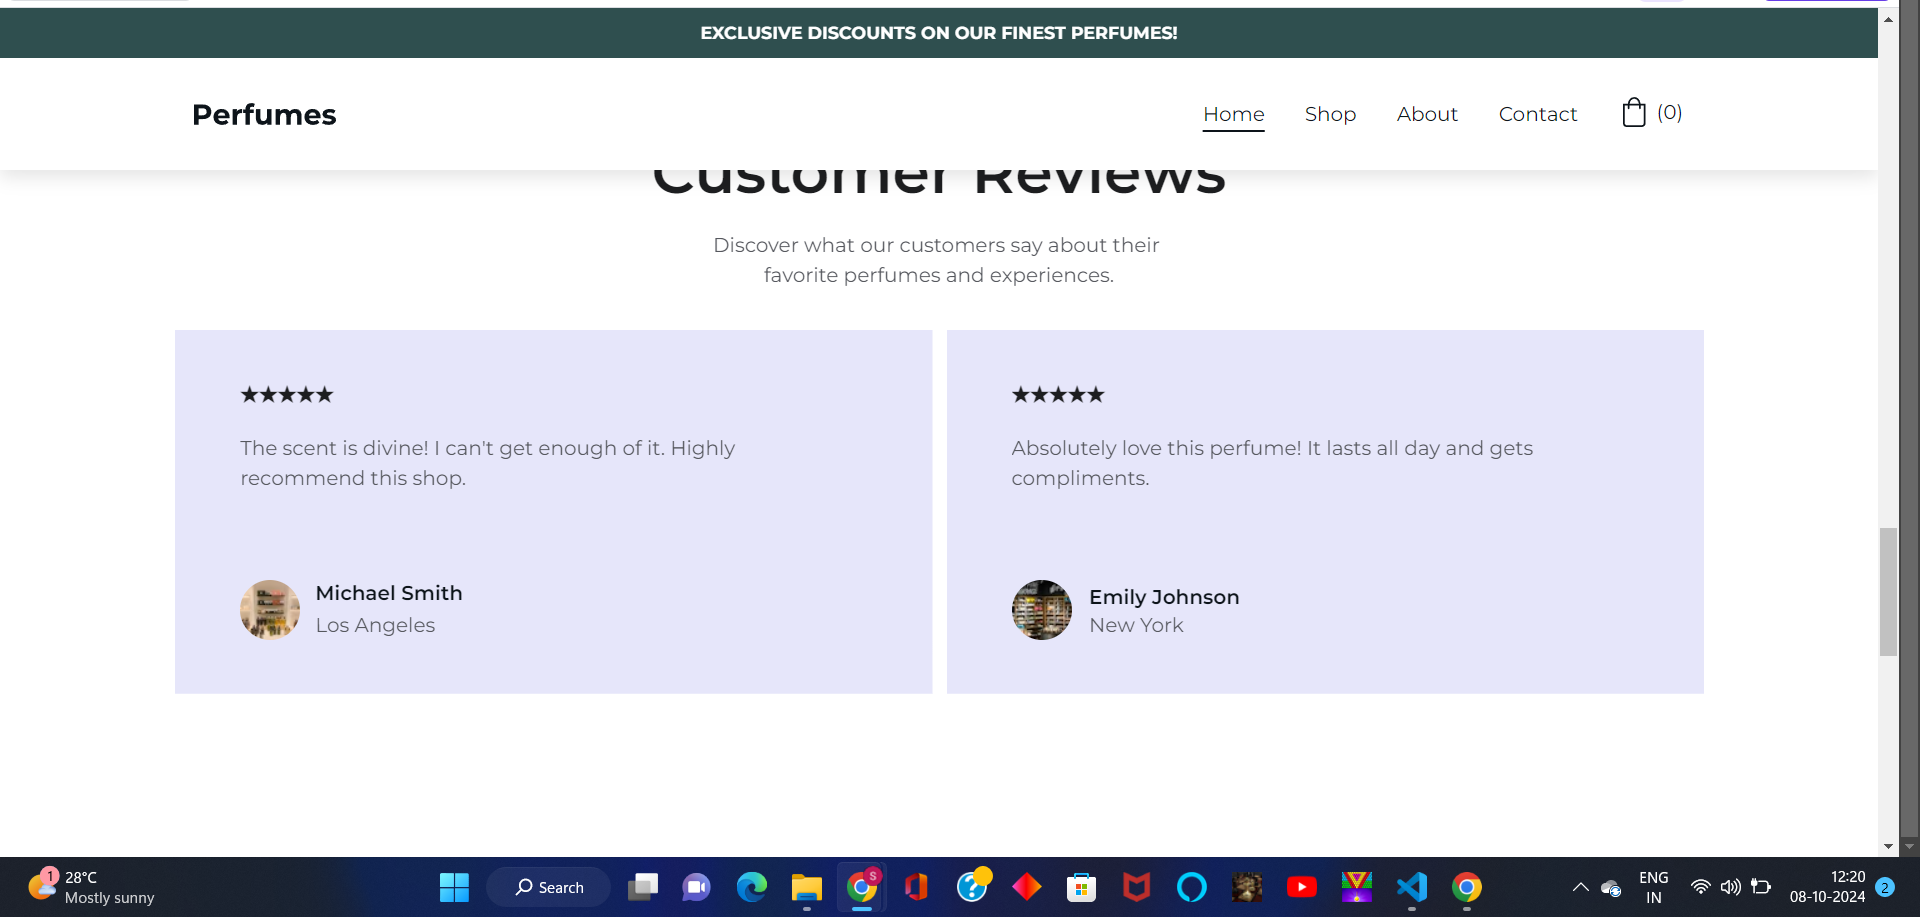 EXCLUSIVE DISCOUNTS ON OUR FINEST PERFUMES!
Perfumes
Home
Shop
About
Contact
(0)
Customer Reviews
Discover what our customers say about their
favorite perfumes and experiences.
★★★★★
The scent is divine! I can't get enough of it. Highly
recommend this shop.
Michael Smith
Los Angeles
★★★★★
Absolutely love this perfume! It lasts all day and gets
compliments.
Emily Johnson
New York
1
28°C
Mostly sunny
Search
S
ENG
IN
12:20
08-10-2024
2